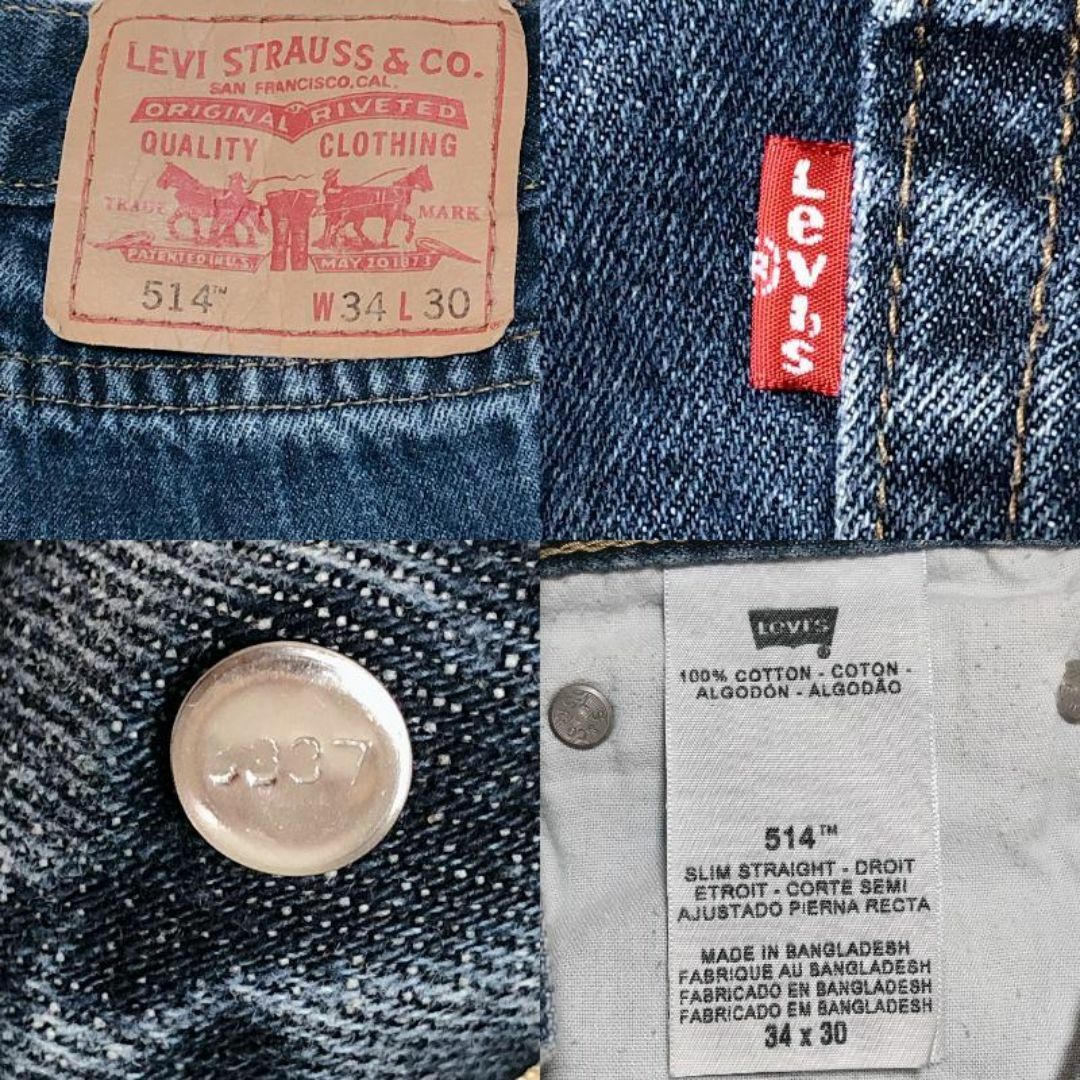 LEVI STRAUSS & CO.
SAN FRANCISCO, CAL.
ORIGINAL RIVETED
QUALITY CLOTHING
TRADE MARK
PATENTED IN U.S. MAY 20 1873
514™ W34 L30
Levi's
®
337
Levi's
®
100% COTTON - COTON -
ALGODÓN - ALGODÃO
514™
SLIM STRAIGHT - DROIT
ETROIT - CORTE SEMI
AJUSTADO PIERNA RECTA
MADE IN BANGLADESH
FABRIQUE AU BANGLADESH
FABRICADO EN BANGLADESH
FABRICADO EM BANGLADESH
34 x 30